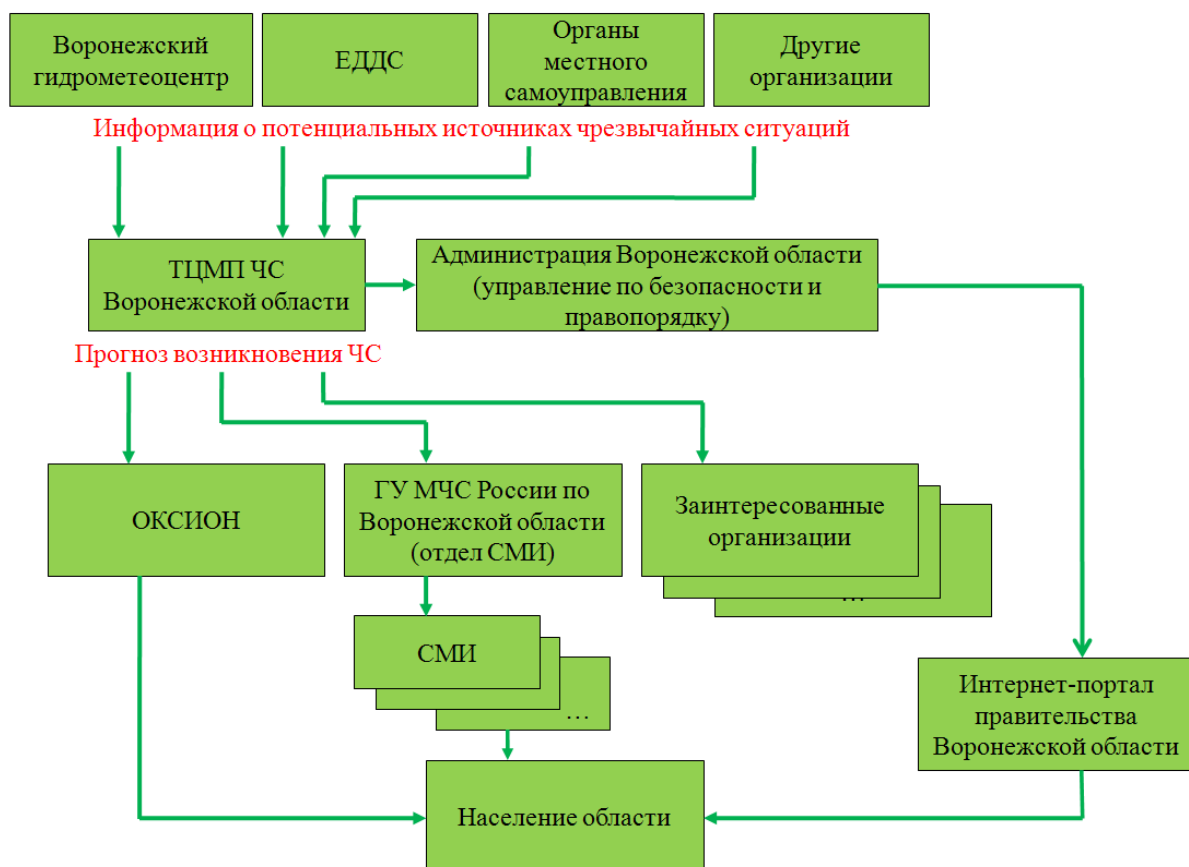 Воронежский
гидрометеоцентр
ЕДДС
Органы
местного
самоуправления
Другие
организации
Информация о потенциальных источниках чрезвычайных ситуаций
ТЦМП ЧС
Воронежской области
Администрация Воронежской области
(управление по безопасности и
правопорядку)
Прогноз возникновения ЧС
ОКСИОН
ГУ МЧС России по
Воронежской области
(отдел СМИ)
Заинтересованные
организации
...
СМИ
...
Интернет-портал
правительства
Воронежской области
Население области